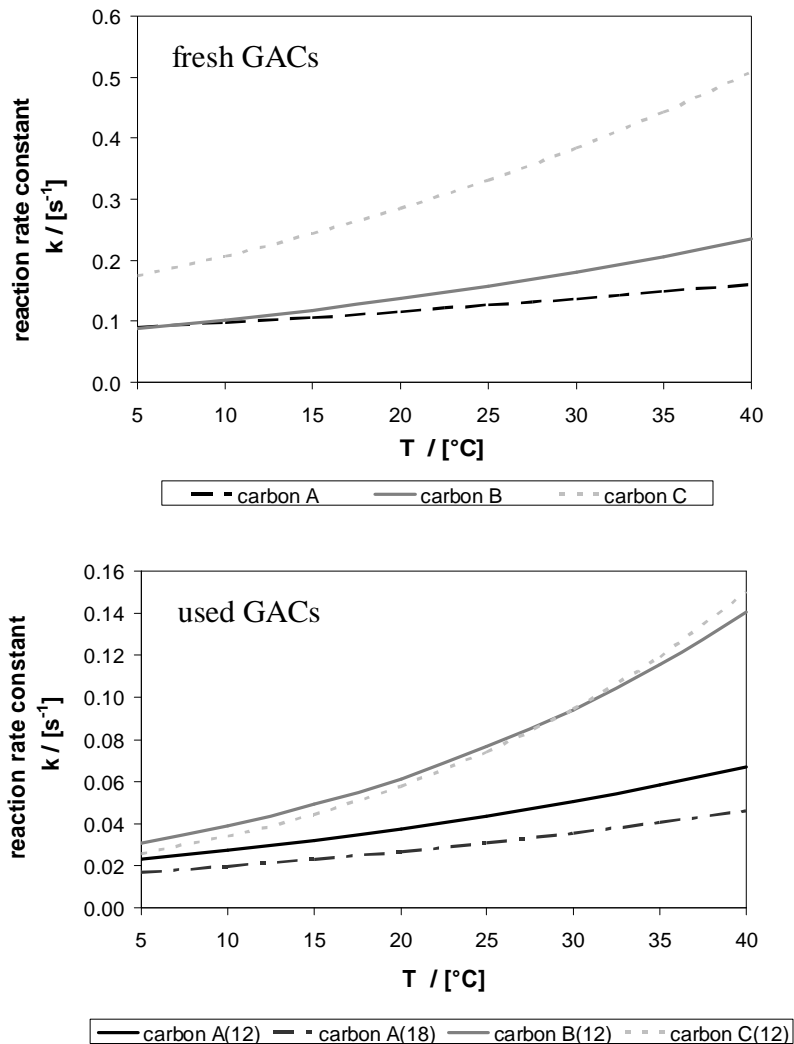 fresh GACs
reaction rate constant
k / [s⁻¹]
0.6
0.5
0.4
0.3
0.2
0.1
0.0
5 10 15 20 25 30 35 40
T / [°C]
carbon A carbon B carbon C
used GACs
reaction rate constant
k / [s⁻¹]
0.16
0.14
0.12
0.10
0.08
0.06
0.04
0.02
0.00
5 10 15 20 25 30 35 40
T / [°C]
carbon A(12) carbon A(18) carbon B(12) carbon C(12)